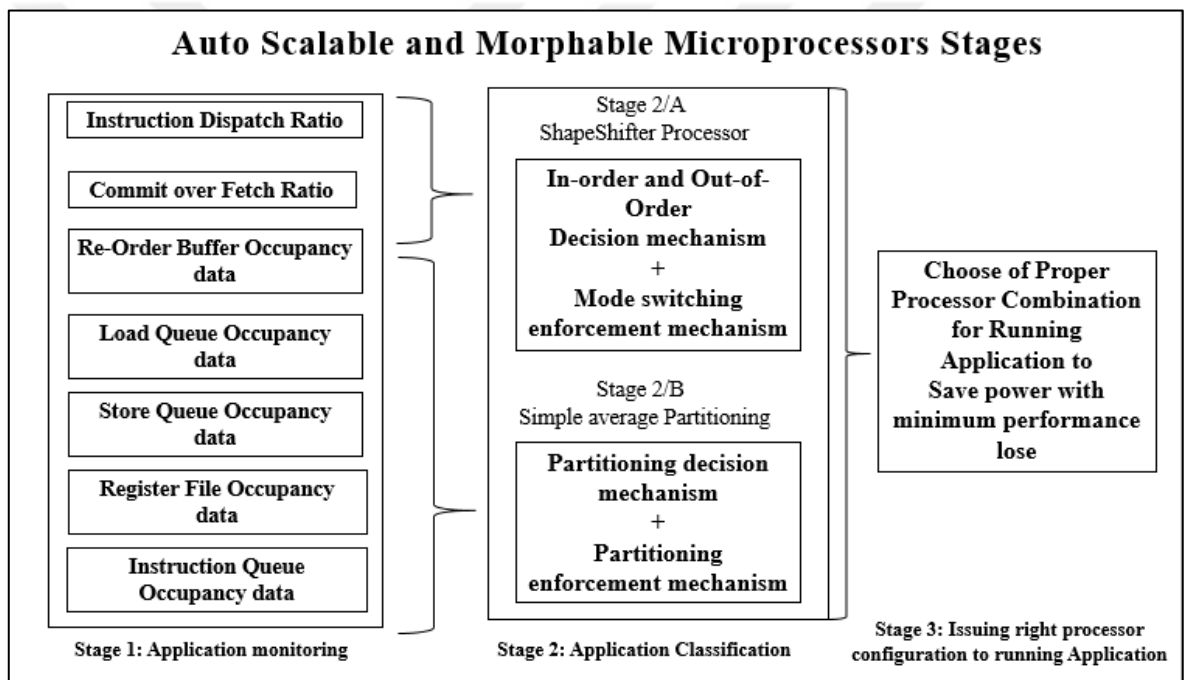 Auto Scalable and Morphable Microprocessors Stages
Instruction Dispatch Ratio
Commit over Fetch Ratio
Re-Order Buffer Occupancy
data
Load Queue Occupancy
data
Store Queue Occupancy
data
Register File Occupancy
data
Instruction Queue
Occupancy data
Stage 1: Application monitoring
Stage 2/A
ShapeShifter Processor
In-order and Out-of-
Order
Decision mechanism
+
Mode switching
enforcement mechanism
Stage 2/B
Simple average Partitioning
Partitioning decision
mechanism
+
Partitioning
enforcement mechanism
Stage 2: Application Classification
Choose of Proper
Processor Combination
for Running
Application to
Save power with
minimum performance
lose
Stage 3: Issuing right processor
configuration to running Application